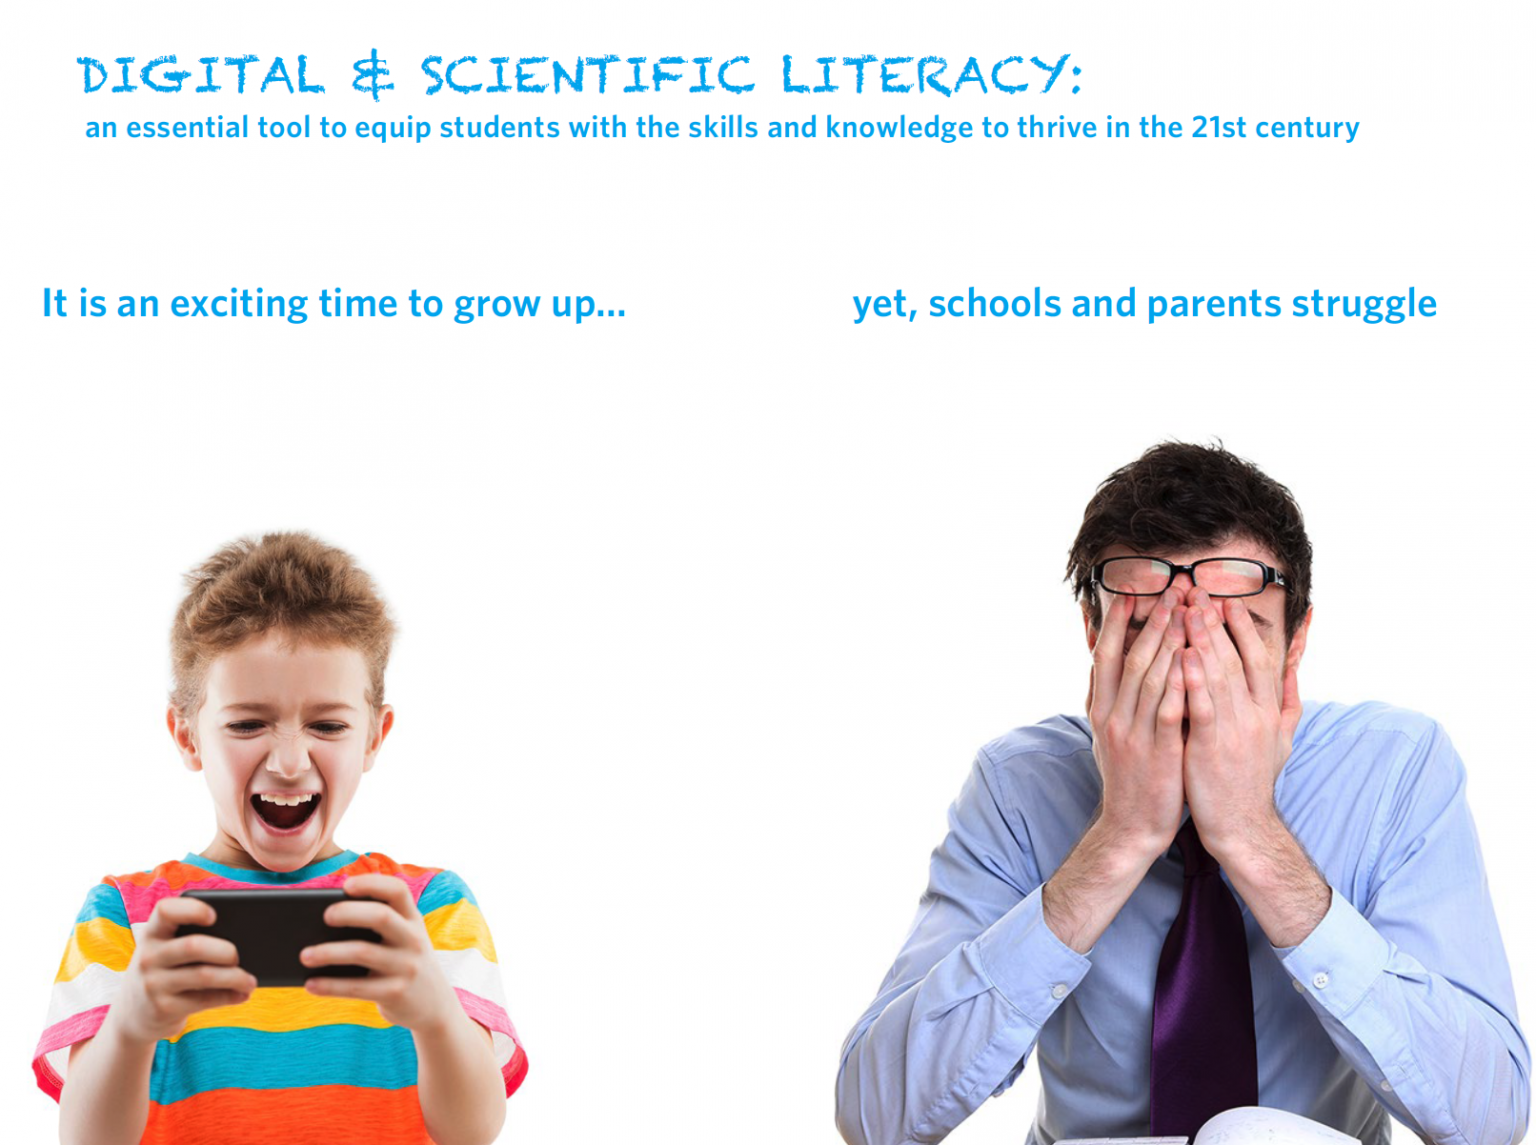 DIGITAL & SCIENTIFIC LITERACY:
an essential tool to equip students with the skills and knowledge to thrive in the 21st century
It is an exciting time to grow up...
yet, schools and parents struggle